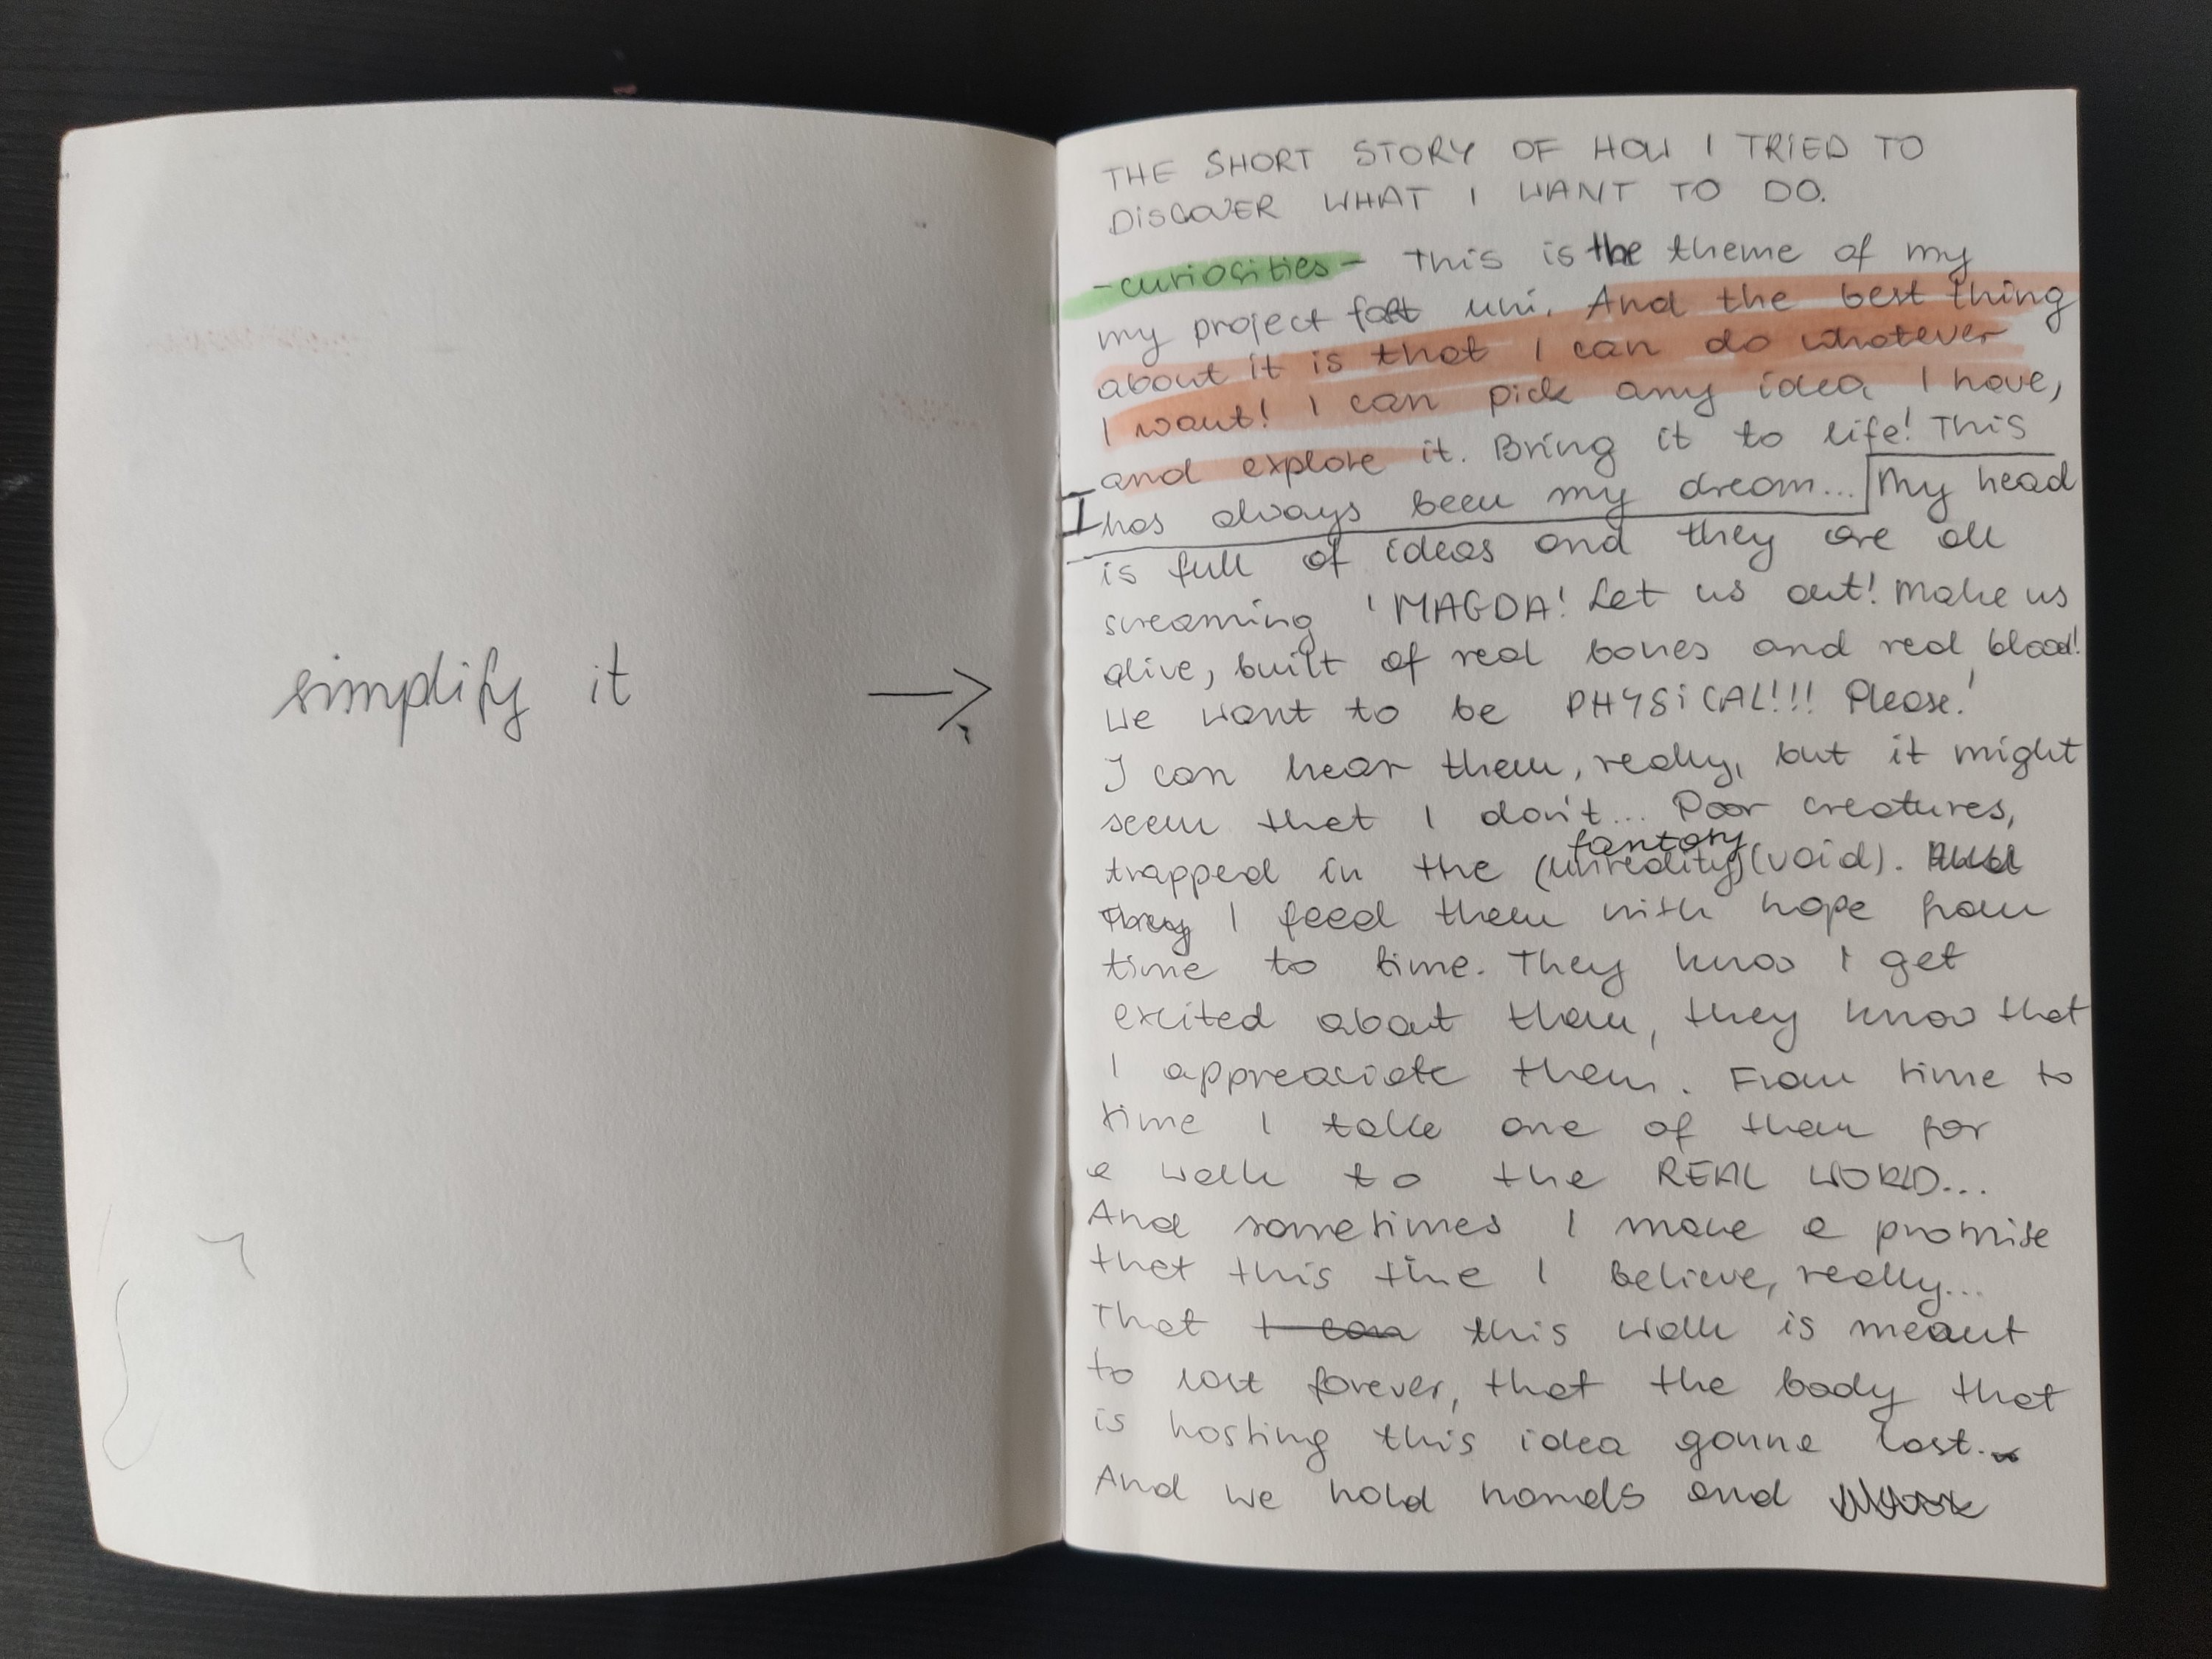 simplify it →
THE SHORT STORY OF HOW I TRIED TO
DISCOVER WHAT I WANT TO DO.
-curiosities- This is the theme of my
my project uni. And the best thing
about it is that I can do whatever
I want! I can pick any idea I have,
and explore it. Bring it to life! This
I has always been my dream... My head
is full of ideas and they are all
screaming 'MAGDA! Let us out! Make us
alive, built of real bones and real blood!
We want to be PHYSICAL!!! Please!'
I can hear them, really, but it might
seem that I don't... Poor creatures,
fantasy
trapped in the (unreality)(void).
They I feed them with hope from
time to time. They know I get
excited about them, they know that
I appreaciate them. From time to
time I take one of them for
a walk to the REAL WORLD...
And sometimes I make a promise
that this time I believe, really...
That I can this walk is meant
to last forever, that the body that
is hosting this idea gonna last...
And we hold hands and